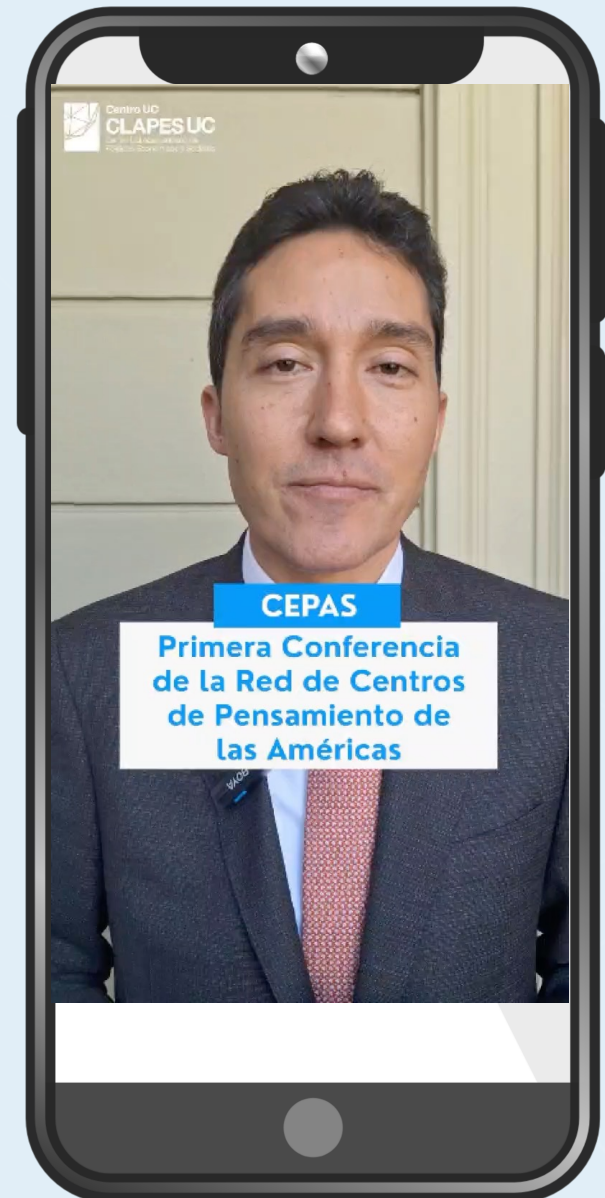 Centro UC
CLAPES UC
CEPAS
Primera Conferencia
de la Red de Centros
de Pensamiento de
las Américas